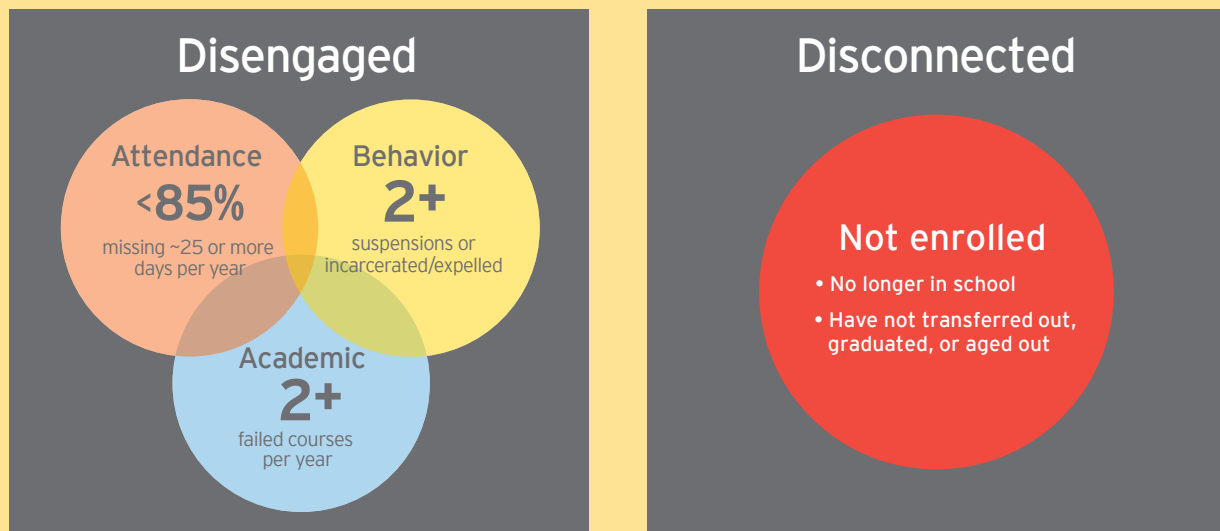 Disengaged
Attendance
<85%
missing ~25 or more
days per year
Behavior
2+
suspensions or
incarcerated/expelled
Academic
2+
failed courses
per year
Disconnected
Not enrolled
• No longer in school
• Have not transferred out,
graduated, or aged out